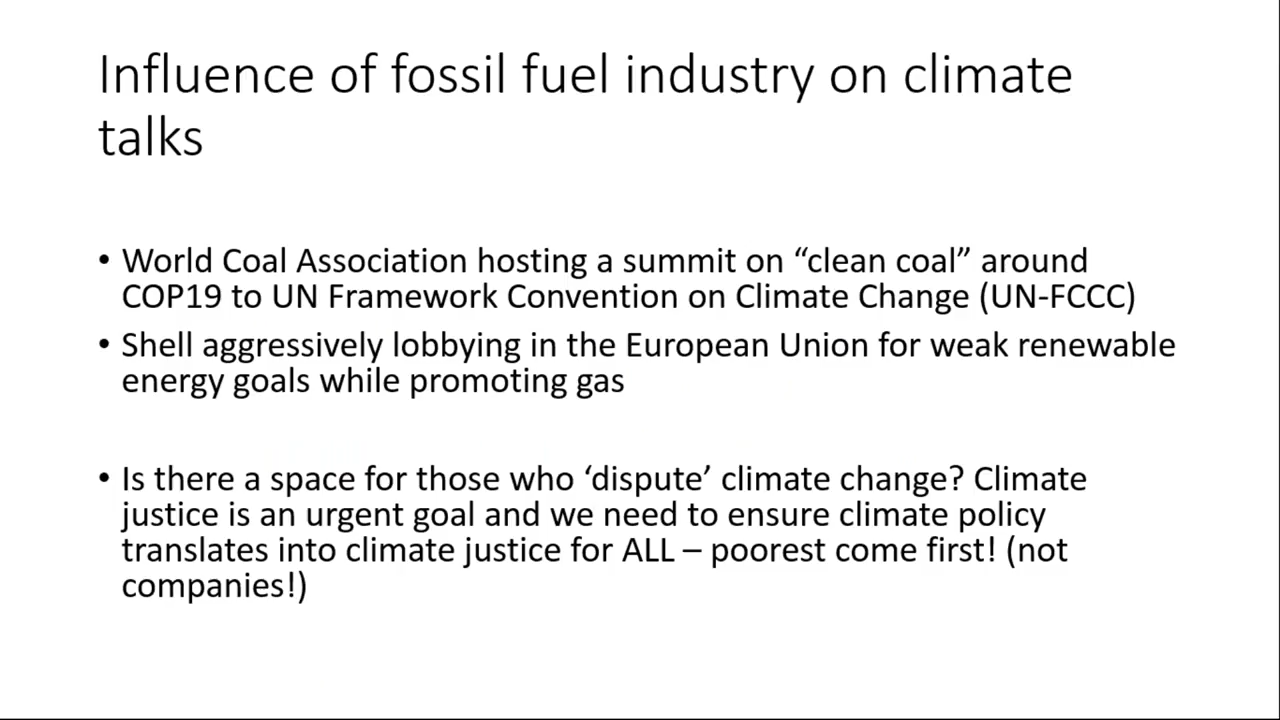 Influence of fossil fuel industry on climate
talks
• World Coal Association hosting a summit on “clean coal” around
COP19 to UN Framework Convention on Climate Change (UN-FCCC)
• Shell aggressively lobbying in the European Union for weak renewable
energy goals while promoting gas
• Is there a space for those who ‘dispute’ climate change? Climate
justice is an urgent goal and we need to ensure climate policy
translates into climate justice for ALL – poorest come first! (not
companies!)